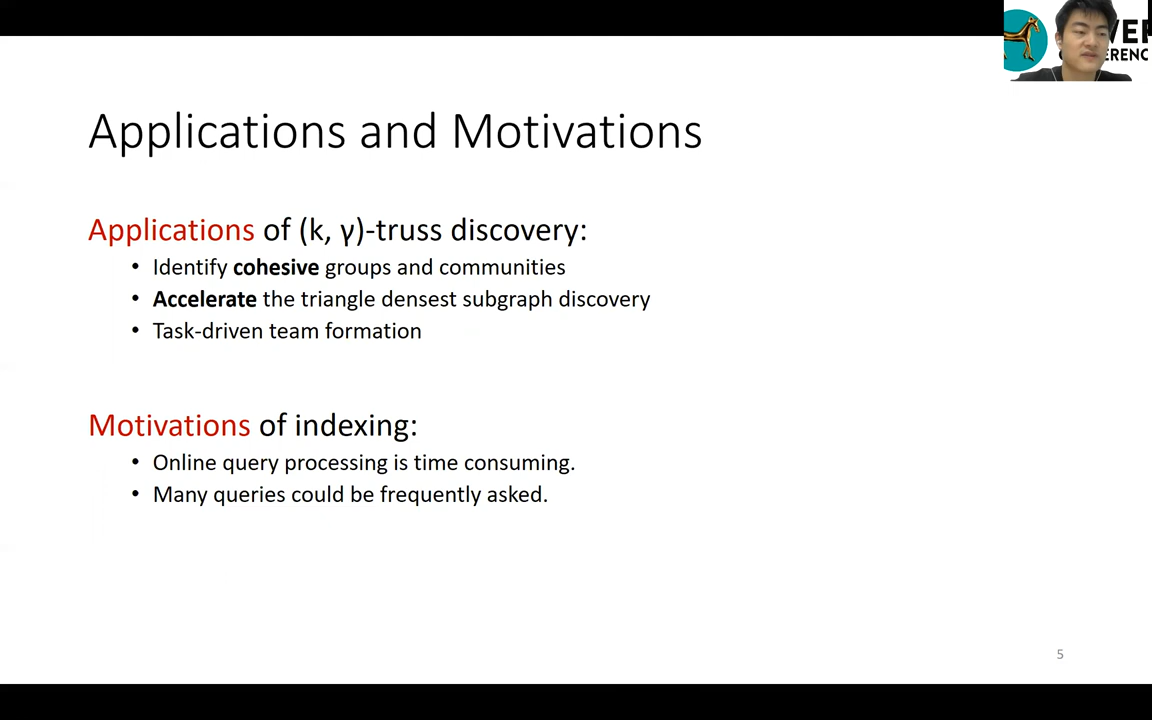 Applications and Motivations
Applications of (k, γ)-truss discovery:
• Identify cohesive groups and communities
• Accelerate the triangle densest subgraph discovery
• Task-driven team formation
Motivations of indexing:
• Online query processing is time consuming.
• Many queries could be frequently asked.
5